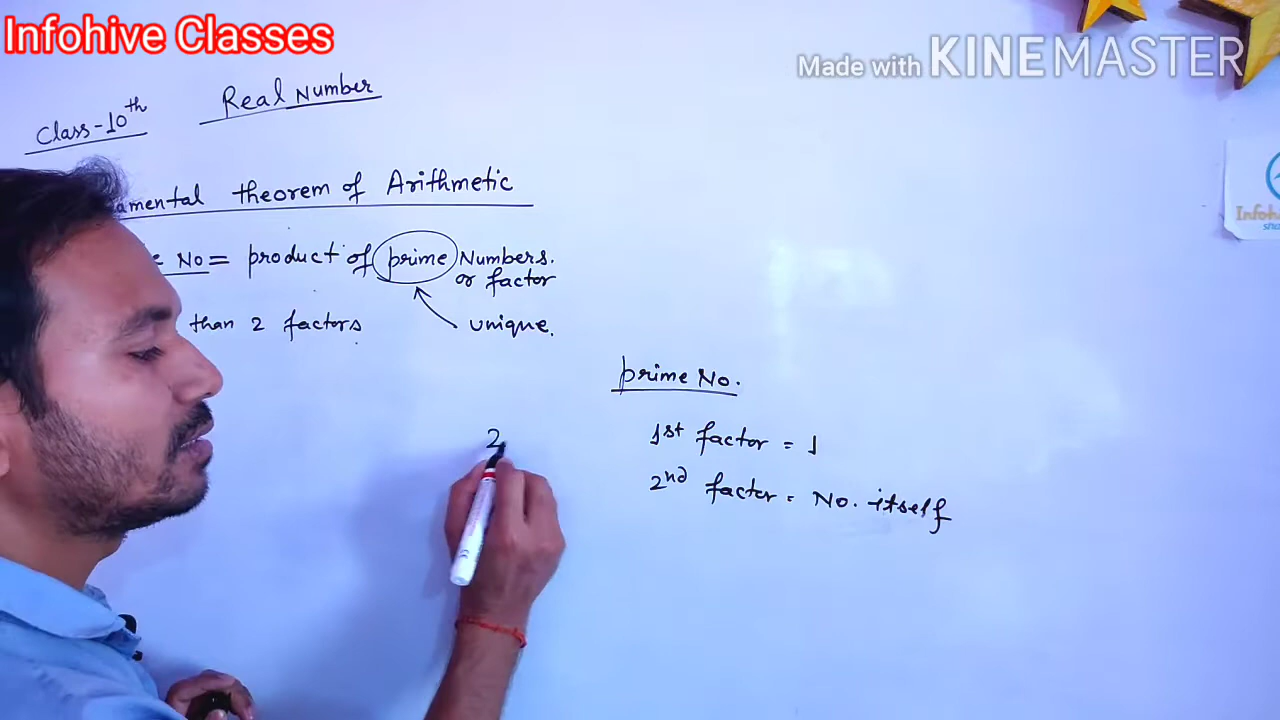 Infohive Classes
Made with KINEMASTER
Real Number
Class-10th
theorem of Arithmetic
No = product of prime Numbers.
or factor
than 2 factors
unique.
prime No.
1st factor = 1
2nd factor = No. itself
2